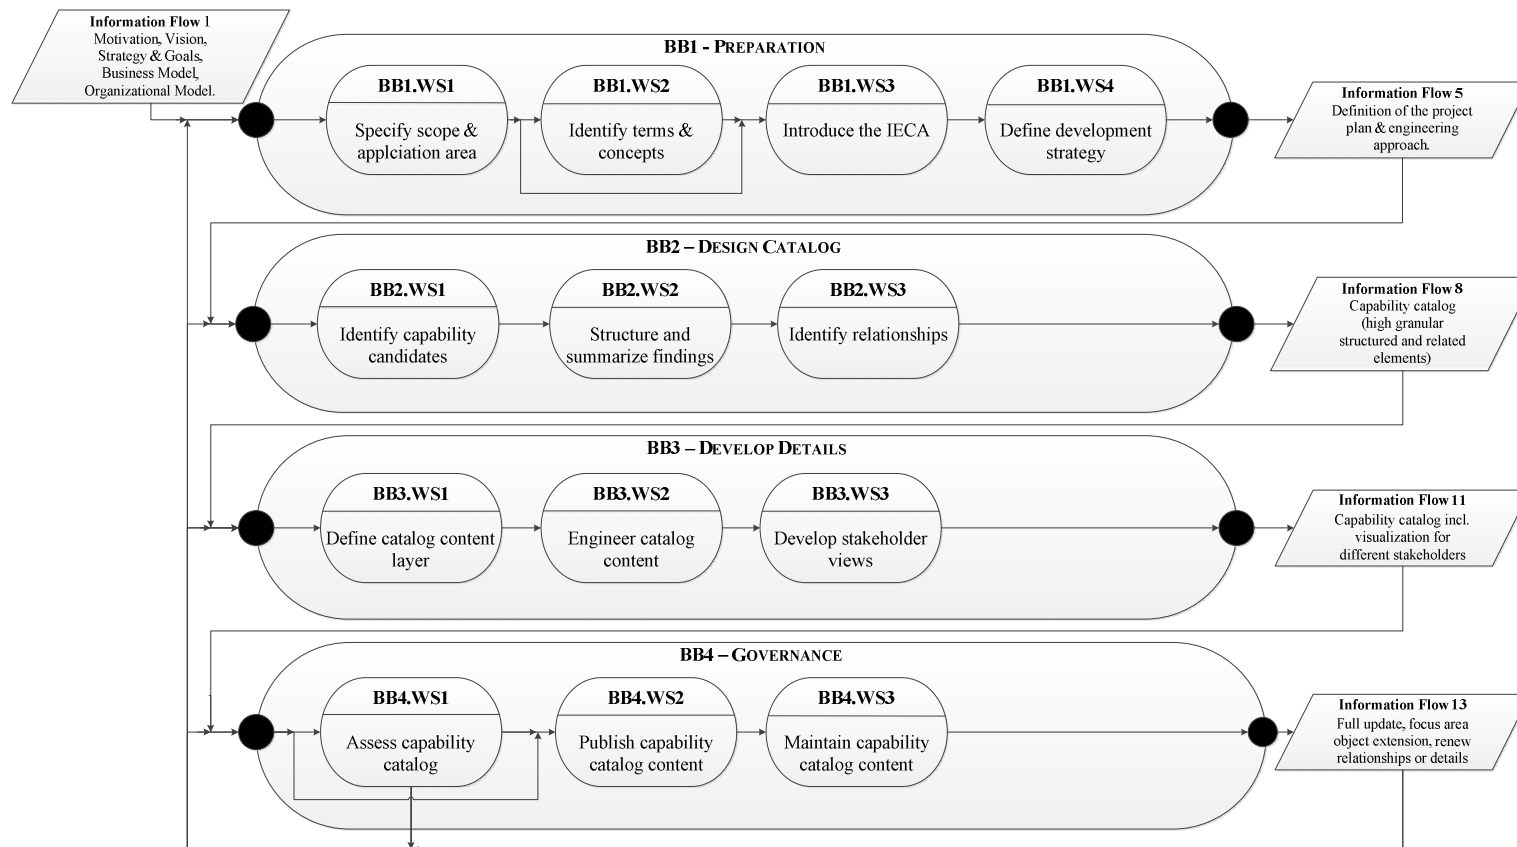 Information Flow 1
Motivation, Vision,
Strategy & Goals,
Business Model,
Organizational Model.
BB1 - PREPARATION
BB1.WS1
Specify scope &
applciation area
BB1.WS2
Identify terms &
concepts
BB1.WS3
Introduce the IECA
BB1.WS4
Define development
strategy
Information Flow 5
Definition of the project
plan & engineering
approach.
BB2 – DESIGN CATALOG
BB2.WS1
Identify capability
candidates
BB2.WS2
Structure and
summarize findings
BB2.WS3
Identify relationships
Information Flow 8
Capability catalog
(high granular
structured and related
elements)
BB3 – DEVELOP DETAILS
BB3.WS1
Define catalog content
layer
BB3.WS2
Engineer catalog
content
BB3.WS3
Develop stakeholder
views
Information Flow 11
Capability catalog incl.
visualization for
different stakeholders
BB4 – GOVERNANCE
BB4.WS1
Assess capability
catalog
BB4.WS2
Publish capability
catalog content
BB4.WS3
Maintain capability
catalog content
Information Flow 13
Full update, focus area
object extension, renew
relationships or details